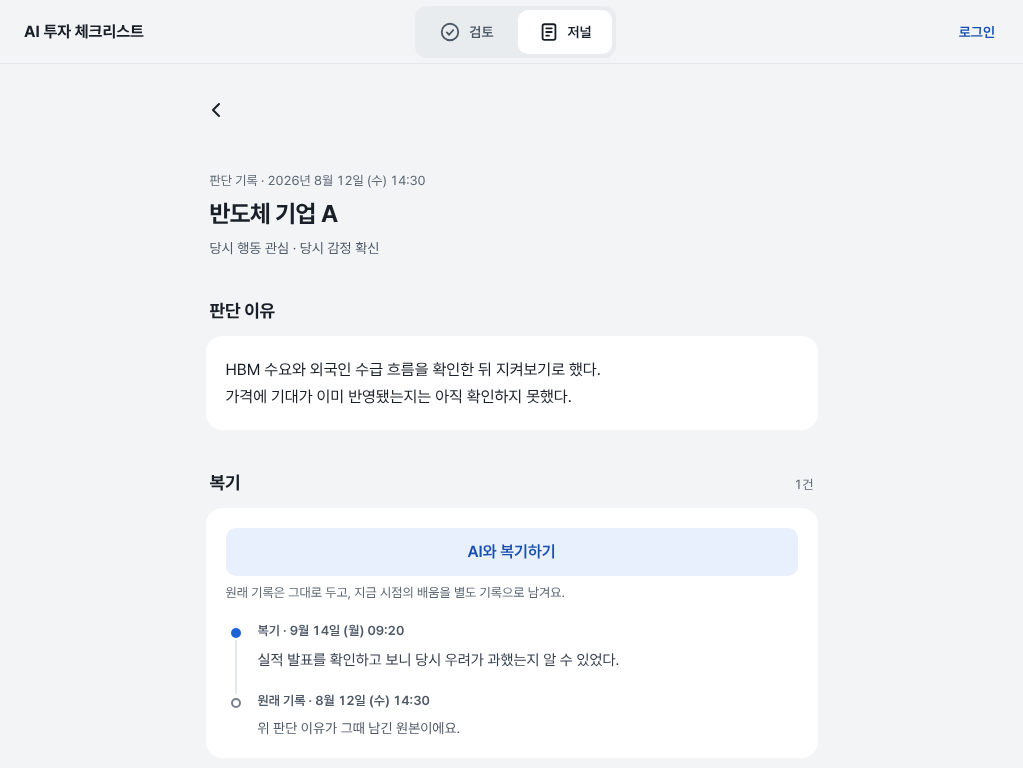 AI 투자 체크리스트
검토
저널
로그인
판단 기록 · 2026년 8월 12일 (수) 14:30
반도체 기업 A
당시 행동 관심 · 당시 감정 확신
판단 이유
HBM 수요와 외국인 수급 흐름을 확인한 뒤 지켜보기로 했다.
가격에 기대가 이미 반영됐는지는 아직 확인하지 못했다.
복기
1건
AI와 복기하기
원래 기록은 그대로 두고, 지금 시점의 배움을 별도 기록으로 남겨요.
복기 · 9월 14일 (월) 09:20
실적 발표를 확인하고 보니 당시 우려가 과했는지 알 수 있었다.
원래 기록 · 8월 12일 (수) 14:30
위 판단 이유가 그때 남긴 원본이에요.